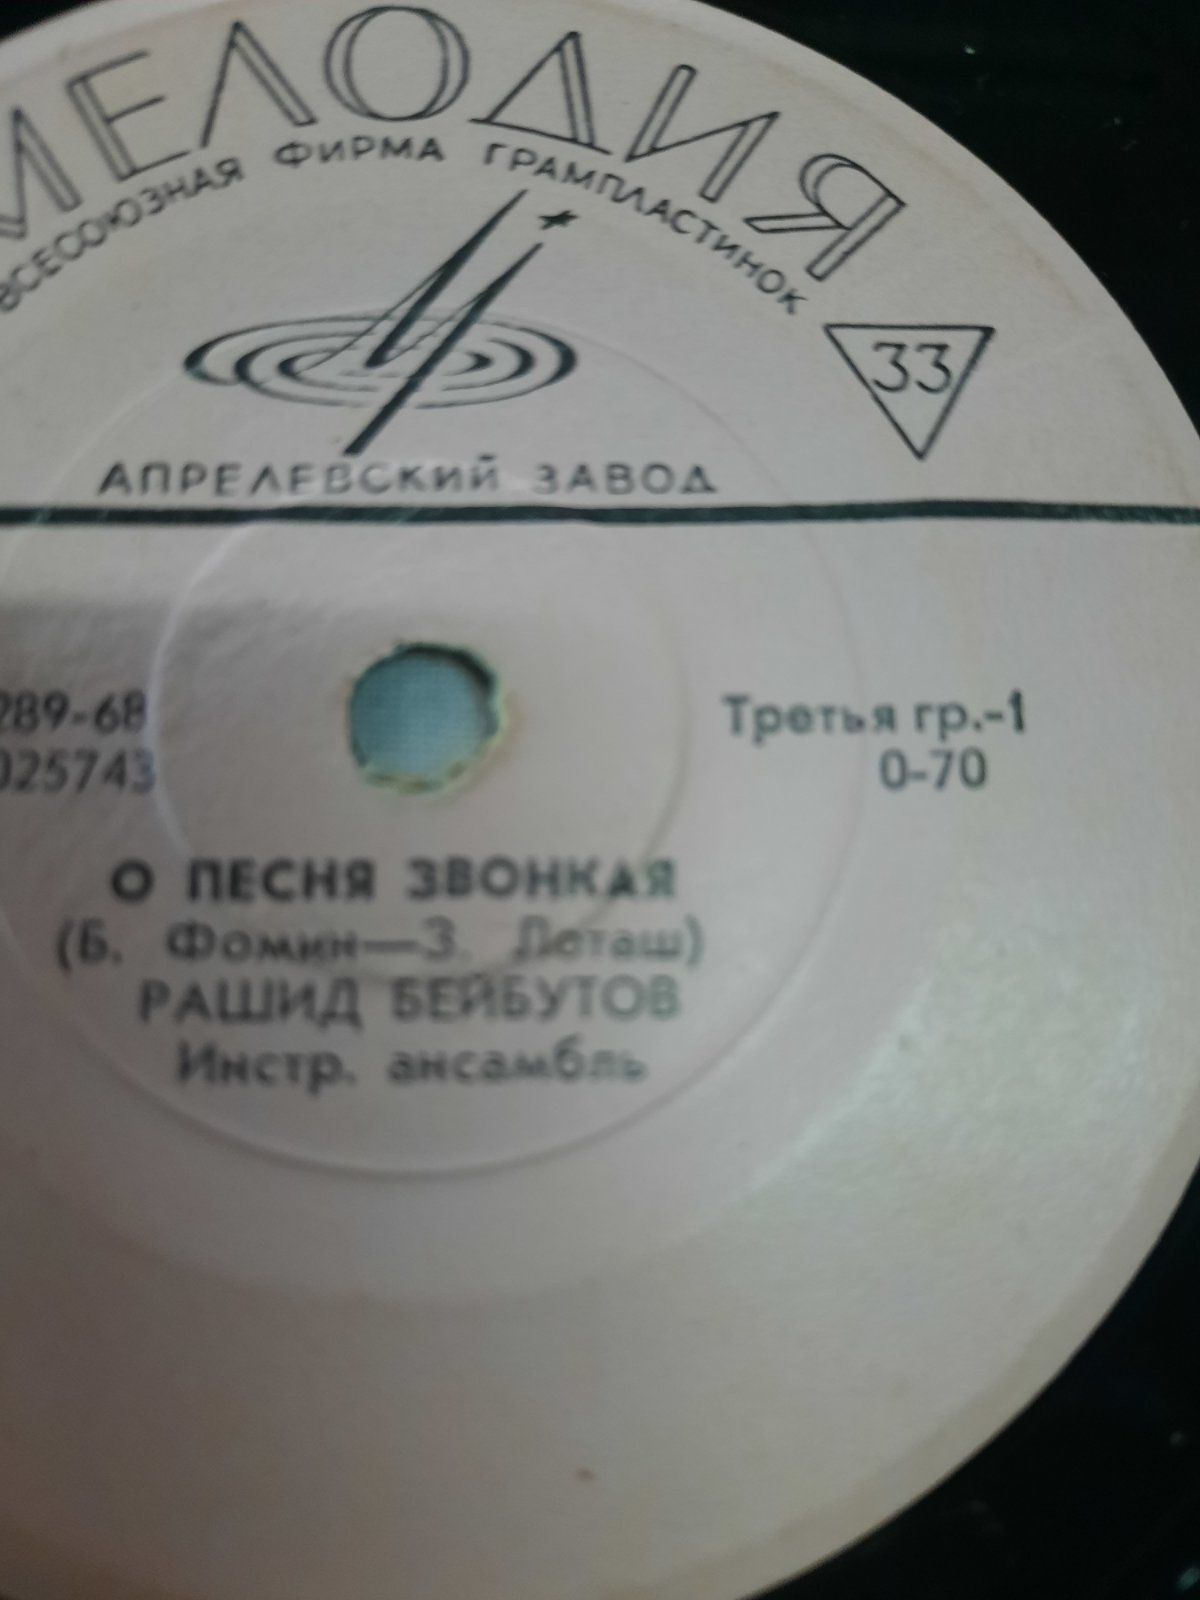 МЕЛОДИЯ
ВСЕСОЮЗНАЯ ФИРМА ГРАМПЛАСТИНОК
33
АПРЕЛЕВСКИЙ ЗАВОД
289-68
025743
Третья гр.-1
0-70
О ПЕСНЯ ЗВОНКАЯ
(Б. Фомин—З. Леташ)
РАШИД БЕЙБУТОВ
Инстр. ансамбль